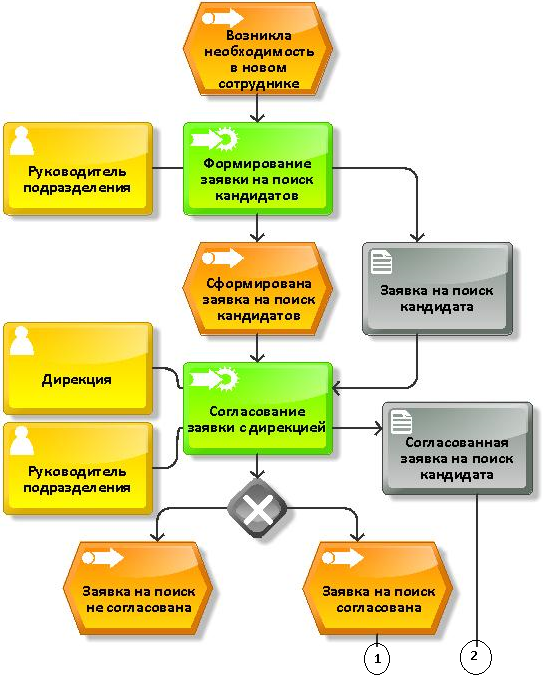 Возникла
необходимость
в новом
сотруднике
Руководитель
подразделения
Формирование
заявки на поиск
кандидатов
Сформирована
заявка на поиск
кандидатов
Заявка на поиск
кандидата
Дирекция
Согласование
заявки с дирекцией
Руководитель
подразделения
Согласованная
заявка на поиск
кандидата
Заявка на поиск
не согласована
Заявка на поиск
согласована
1
2